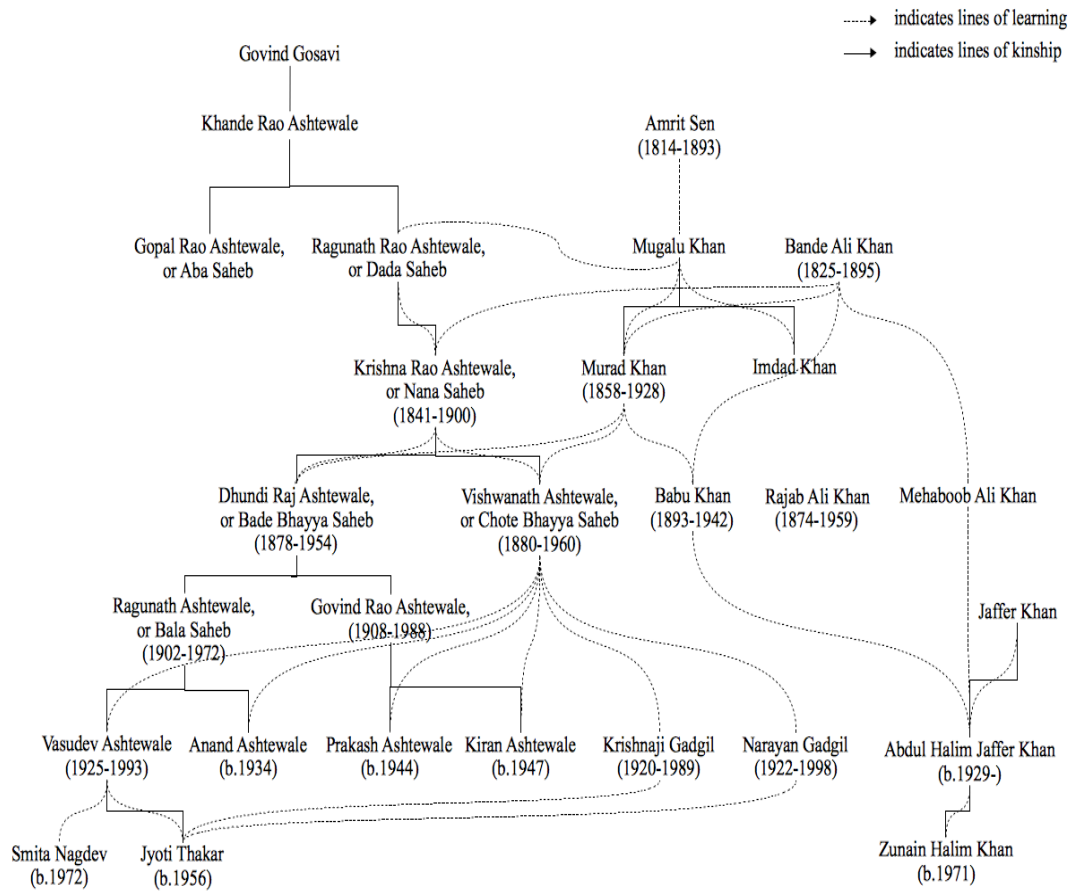 indicates lines of learning
indicates lines of kinship
Govind Gosavi
Khande Rao Ashtewale
Amrit Sen
(1814-1893)
Gopal Rao Ashtewale,
or Aba Saheb
Ragunath Rao Ashtewale,
or Dada Saheb
Mugalu Khan
Bande Ali Khan
(1825-1895)
Krishna Rao Ashtewale,
or Nana Saheb
(1841-1900)
Murad Khan
(1858-1928)
Imdad Khan
Dhundi Raj Ashtewale,
or Bade Bhayya Saheb
(1878-1954)
Vishwanath Ashtewale,
or Chote Bhayya Saheb
(1880-1960)
Babu Khan
(1893-1942)
Rajab Ali Khan
(1874-1959)
Mehaboob Ali Khan
Ragunath Ashtewale,
or Bala Saheb
(1902-1972)
Govind Rao Ashtewale,
(1908-1988)
Jaffer Khan
Vasudev Ashtewale
(1925-1993)
Anand Ashtewale
(b.1934)
Prakash Ashtewale
(b.1944)
Kiran Ashtewale
(b.1947)
Krishnaji Gadgil
(1920-1989)
Narayan Gadgil
(1922-1998)
Abdul Halim Jaffer Khan
(b.1929-)
Smita Nagdev
(b.1972)
Jyoti Thakar
(b.1956)
Zunain Halim Khan
(b.1971)